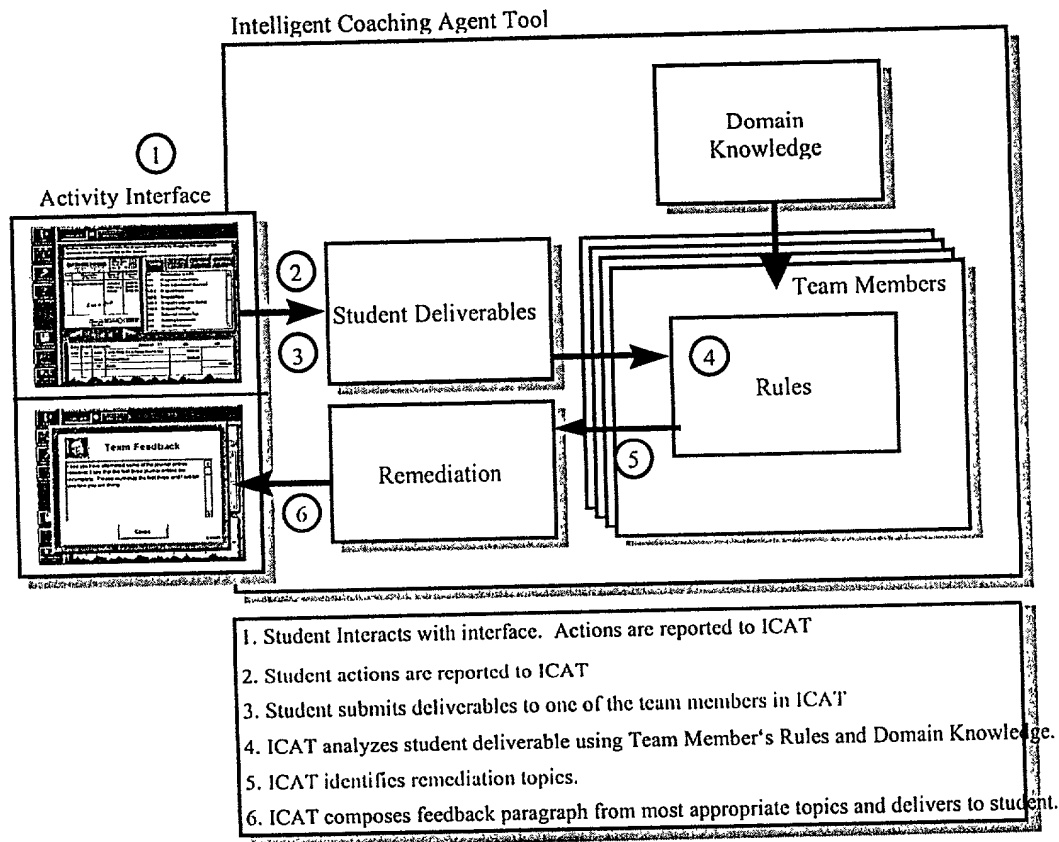 Intelligent Coaching Agent Tool
Domain
Knowledge
1
Activity Interface
2
Student Deliverables
3
Team Members
4
Rules
Team Feedback
Remediation
5
6
1. Student Interacts with interface. Actions are reported to ICAT
2. Student actions are reported to ICAT
3. Student submits deliverables to one of the team members in ICAT
4. ICAT analyzes student deliverable using Team Member's Rules and Domain Knowledge.
5. ICAT identifies remediation topics.
6. ICAT composes feedback paragraph from most appropriate topics and delivers to student.